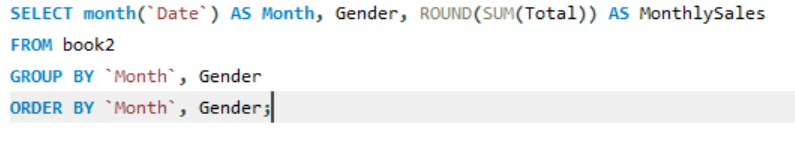 SELECT month(`Date`) AS Month, Gender, ROUND(SUM(Total)) AS MonthlySales
FROM book2
GROUP BY `Month`, Gender
ORDER BY `Month`, Gender;